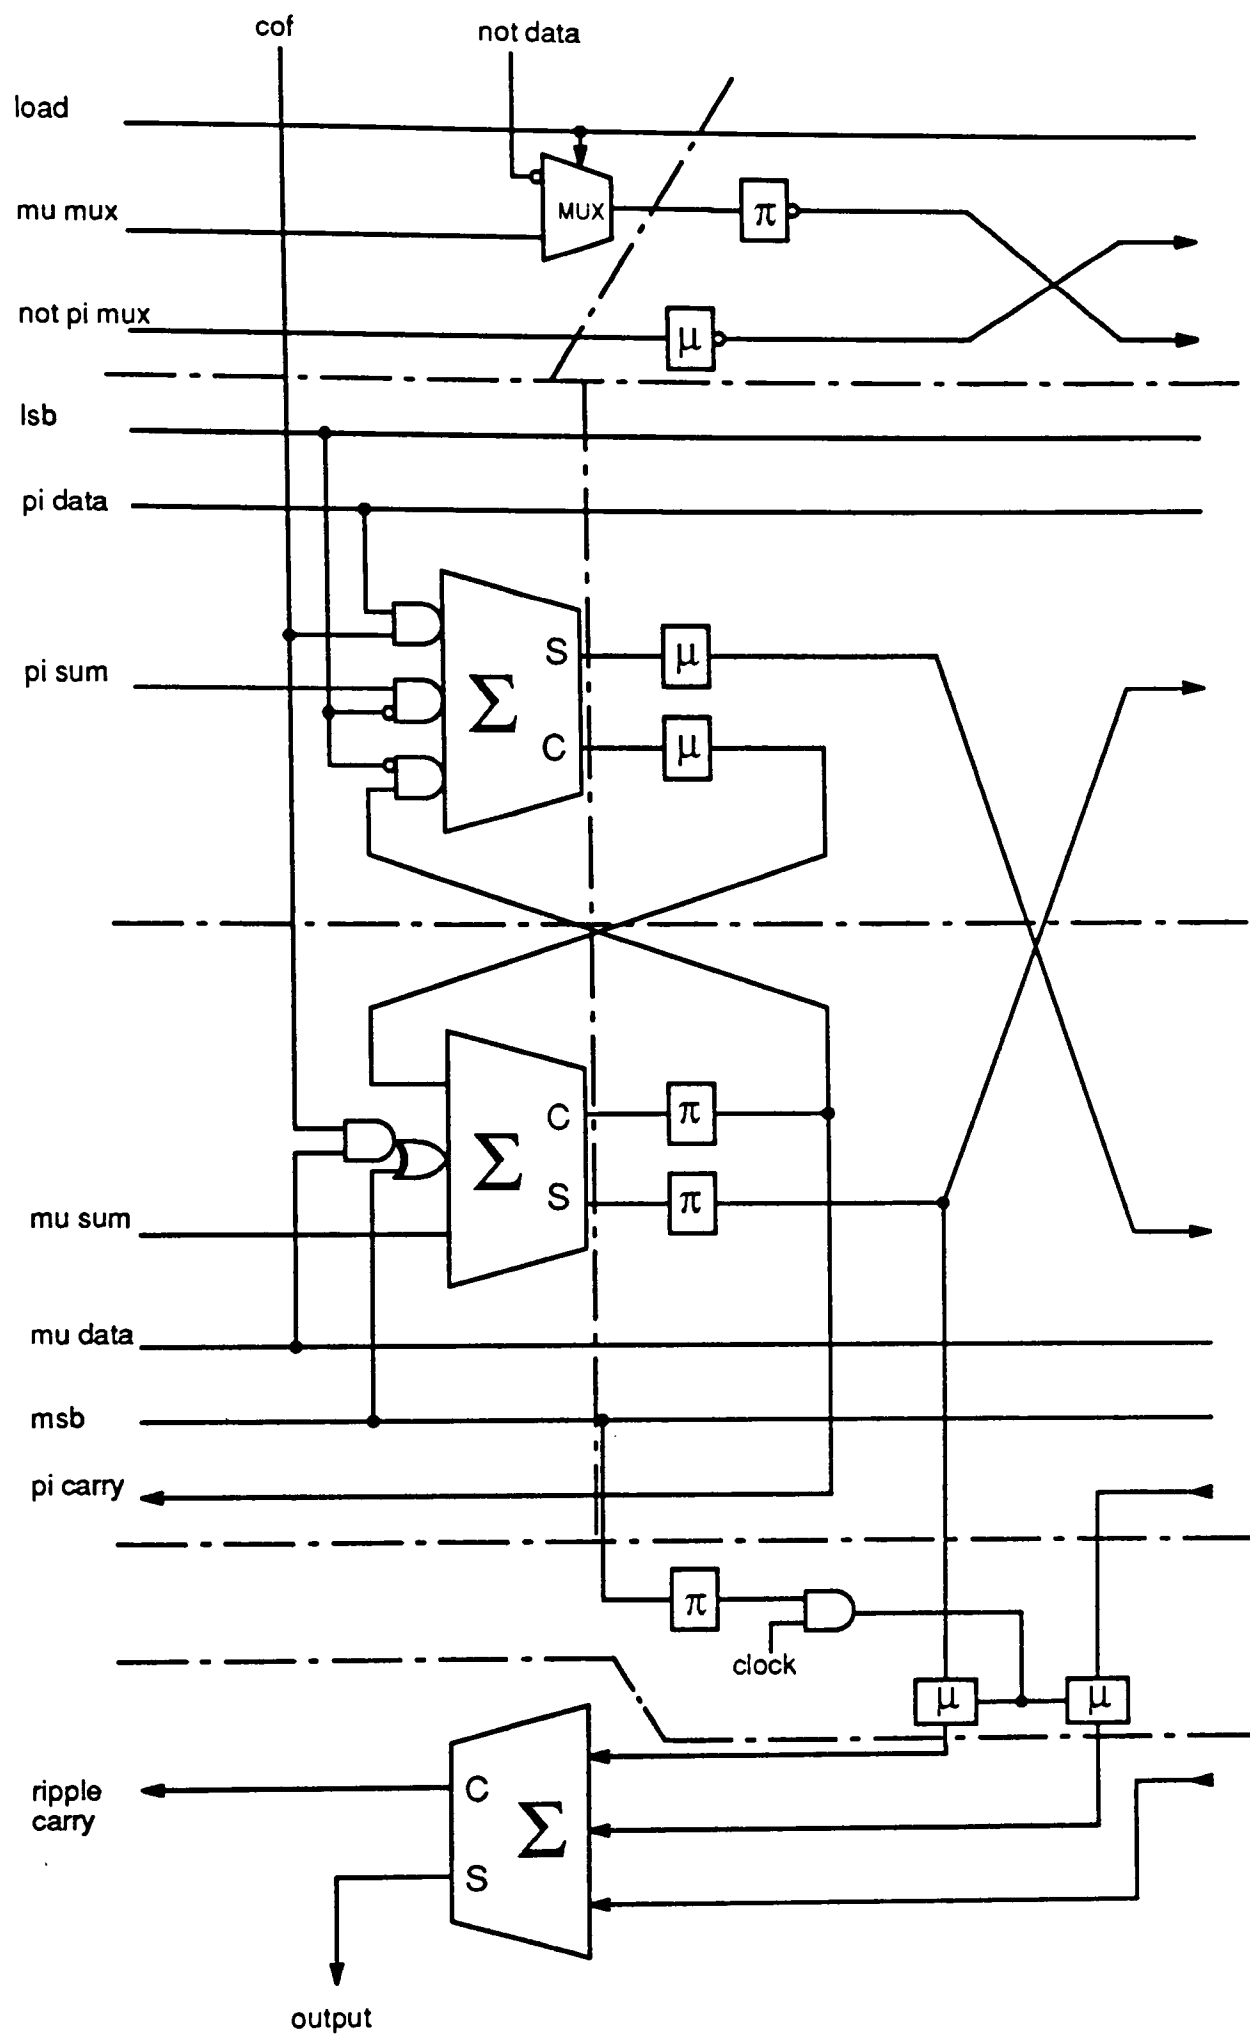 cof
not data
load
mu mux
MUX
π
not pi mux
μ
lsb
pi data
pi sum
S
μ
Σ
C
μ
C
π
Σ
S
π
mu sum
mu data
msb
pi carry
π
clock
μ
μ
ripple
carry
C
Σ
S
output